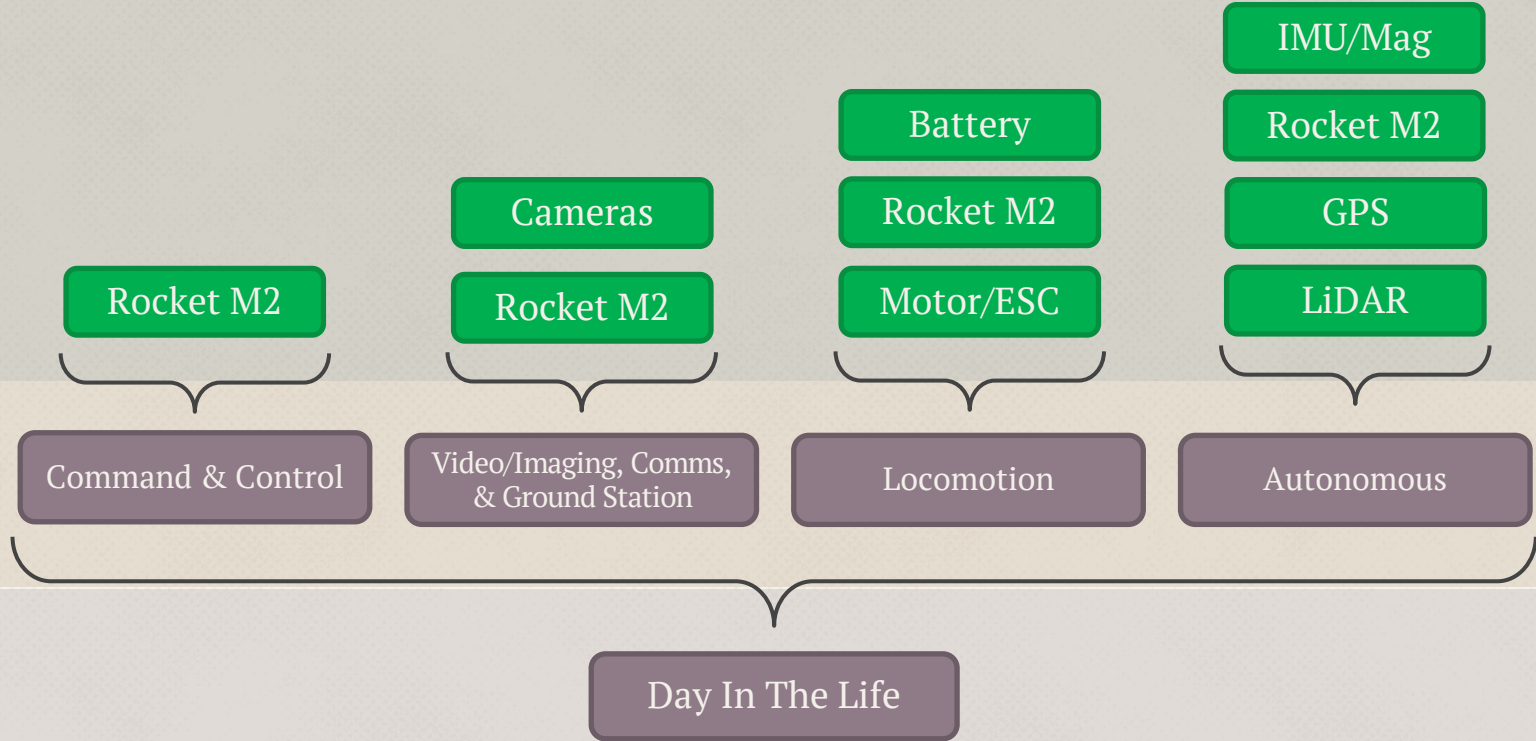 IMU/Mag
Battery
Rocket M2
Cameras
Rocket M2
GPS
Rocket M2
Rocket M2
Motor/ESC
LiDAR
Command & Control
Video/Imaging, Comms,
& Ground Station
Locomotion
Autonomous
Day In The Life